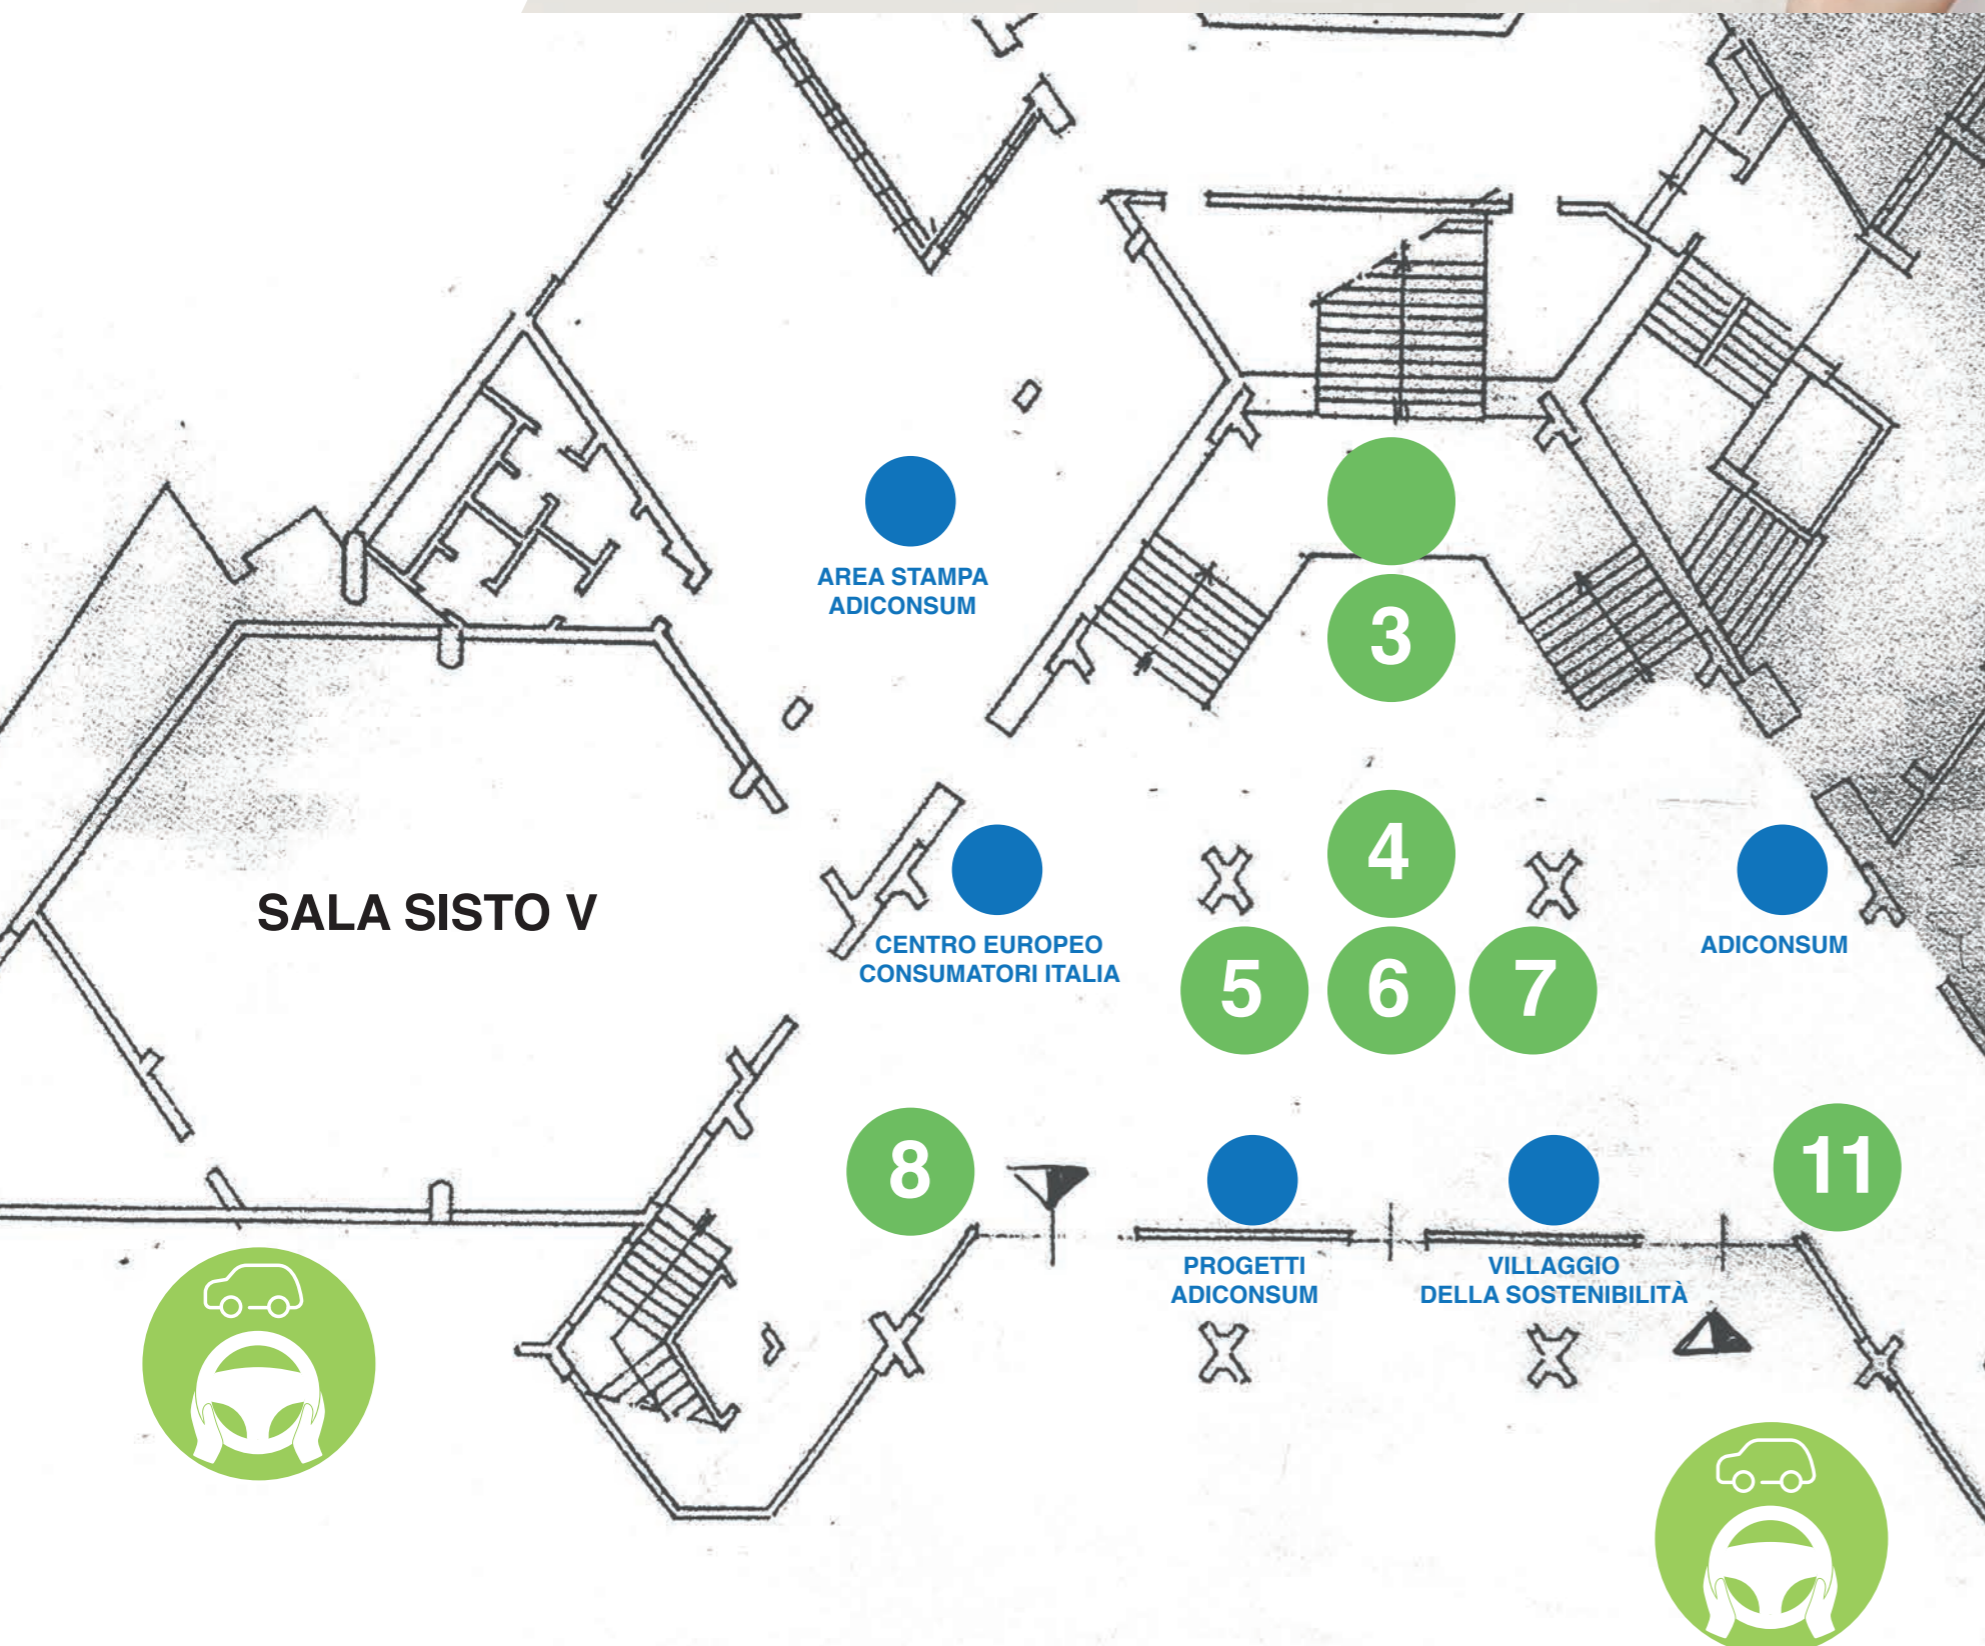 AREA STAMPA
ADICONSUM
3
4
SALA SISTO V
CENTRO EUROPEO
CONSUMATORI ITALIA
ADICONSUM
5
6
7
8
11
PROGETTI
ADICONSUM
VILLAGGIO
DELLA SOSTENIBILITÀ